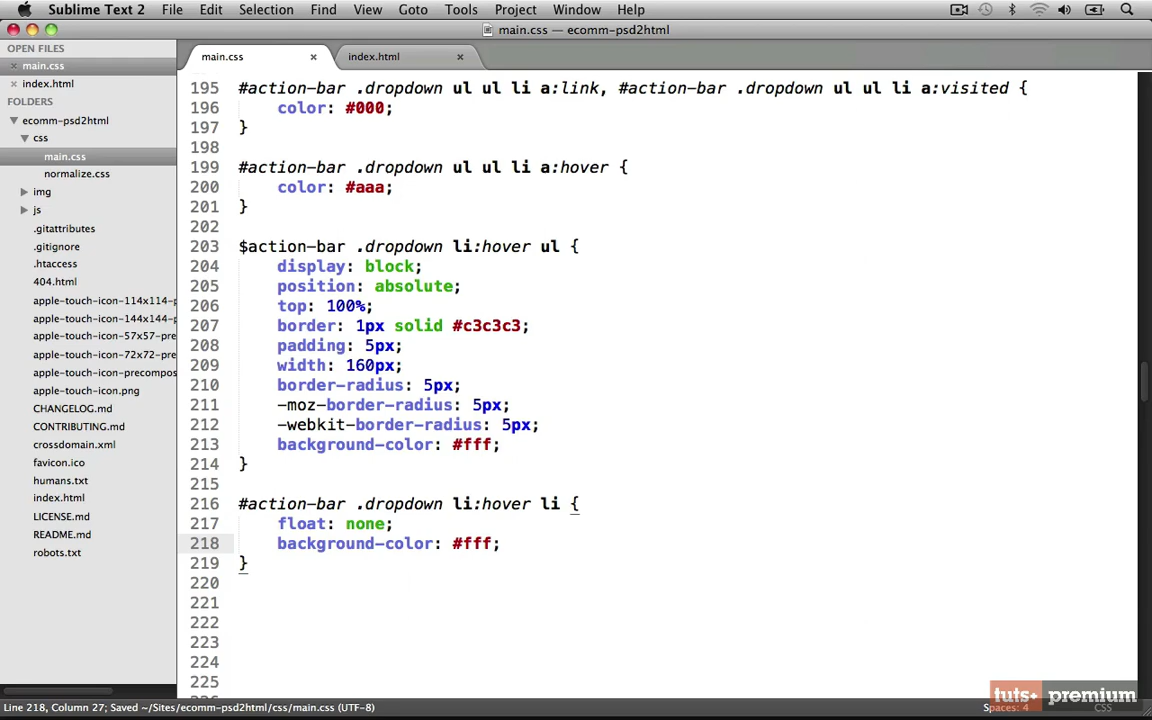 Sublime Text 2 File Edit Selection Find View Goto Tools Project Window Help
main.css — ecomm-psd2html
OPEN FILES
main.css
index.html
FOLDERS
ecomm-psd2html
css
main.css
normalize.css
img
js
.gitattributes
.gitignore
.htaccess
404.html
apple-touch-icon-114x114-p
apple-touch-icon-144x144-p
apple-touch-icon-57x57-pre
apple-touch-icon-72x72-pre
apple-touch-icon-precompos
apple-touch-icon.png
CHANGELOG.md
CONTRIBUTING.md
crossdomain.xml
favicon.ico
humans.txt
index.html
LICENSE.md
README.md
robots.txt
main.css index.html
195 #action-bar .dropdown ul ul li a:link, #action-bar .dropdown ul ul li a:visited {
196 color: #000;
197 }
198
199 #action-bar .dropdown ul ul li a:hover {
200 color: #aaa;
201 }
202
203 $action-bar .dropdown li:hover ul {
204 display: block;
205 position: absolute;
206 top: 100%;
207 border: 1px solid #c3c3c3;
208 padding: 5px;
209 width: 160px;
210 border-radius: 5px;
211 -moz-border-radius: 5px;
212 -webkit-border-radius: 5px;
213 background-color: #fff;
214 }
215
216 #action-bar .dropdown li:hover li {
217 float: none;
218 background-color: #fff;
219 }
220
221
222
223
224
225
tuts+ premium
Line 218, Column 27; Saved ~/Sites/ecomm-psd2html/css/main.css (UTF-8) Spaces: 4 CSS